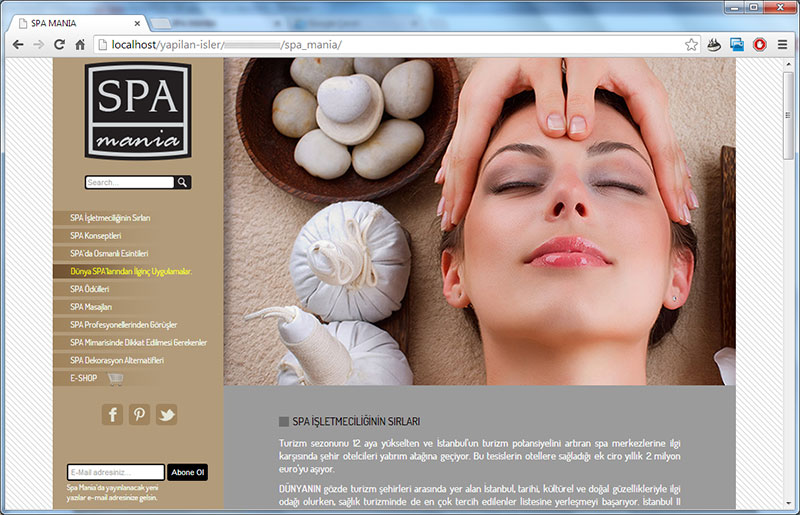 SPA MANIA
localhost/yapilan-isler/
/spa_mania/
SPA
mania
Search...
SPA İşletmeciliğinin Sırları
SPA Konseptleri
SPA'da Osmanlı Esintileri
Dünya SPA'larından İlginç Uygulamalar.
SPA Ödülleri
SPA Masajları
SPA Profesyonellerinden Görüşler
SPA Mimarisinde Dikkat Edilmesi Gerekenler
SPA Dekorasyon Alternatifleri
E-SHOP
E-Mail adresiniz...
Abone Ol
Spa Mania'da yayınlanacak yeni
yazılar e-mail adresinize gelsin.
SPA İŞLETMECİLİĞİNİN SIRLARI
Turizm sezonunu 12 aya yükselten ve İstanbul'un turizm potansiyelini artıran spa merkezlerine ilgi
karşısında şehir otelcileri yatırım atağına geçiyor. Bu tesislerin otellere sağladığı ek ciro yıllık 2 milyon
euro'yu aşıyor.
DÜNYANIN gözde turizm şehirleri arasında yer alan İstanbul, tarihi, kültürel ve doğal güzellikleriyle ilgi
odağı olurken, sağlık turizminde de en çok tercih edilenler listesine yerleşmeyi başarıyor. İstanbul İl